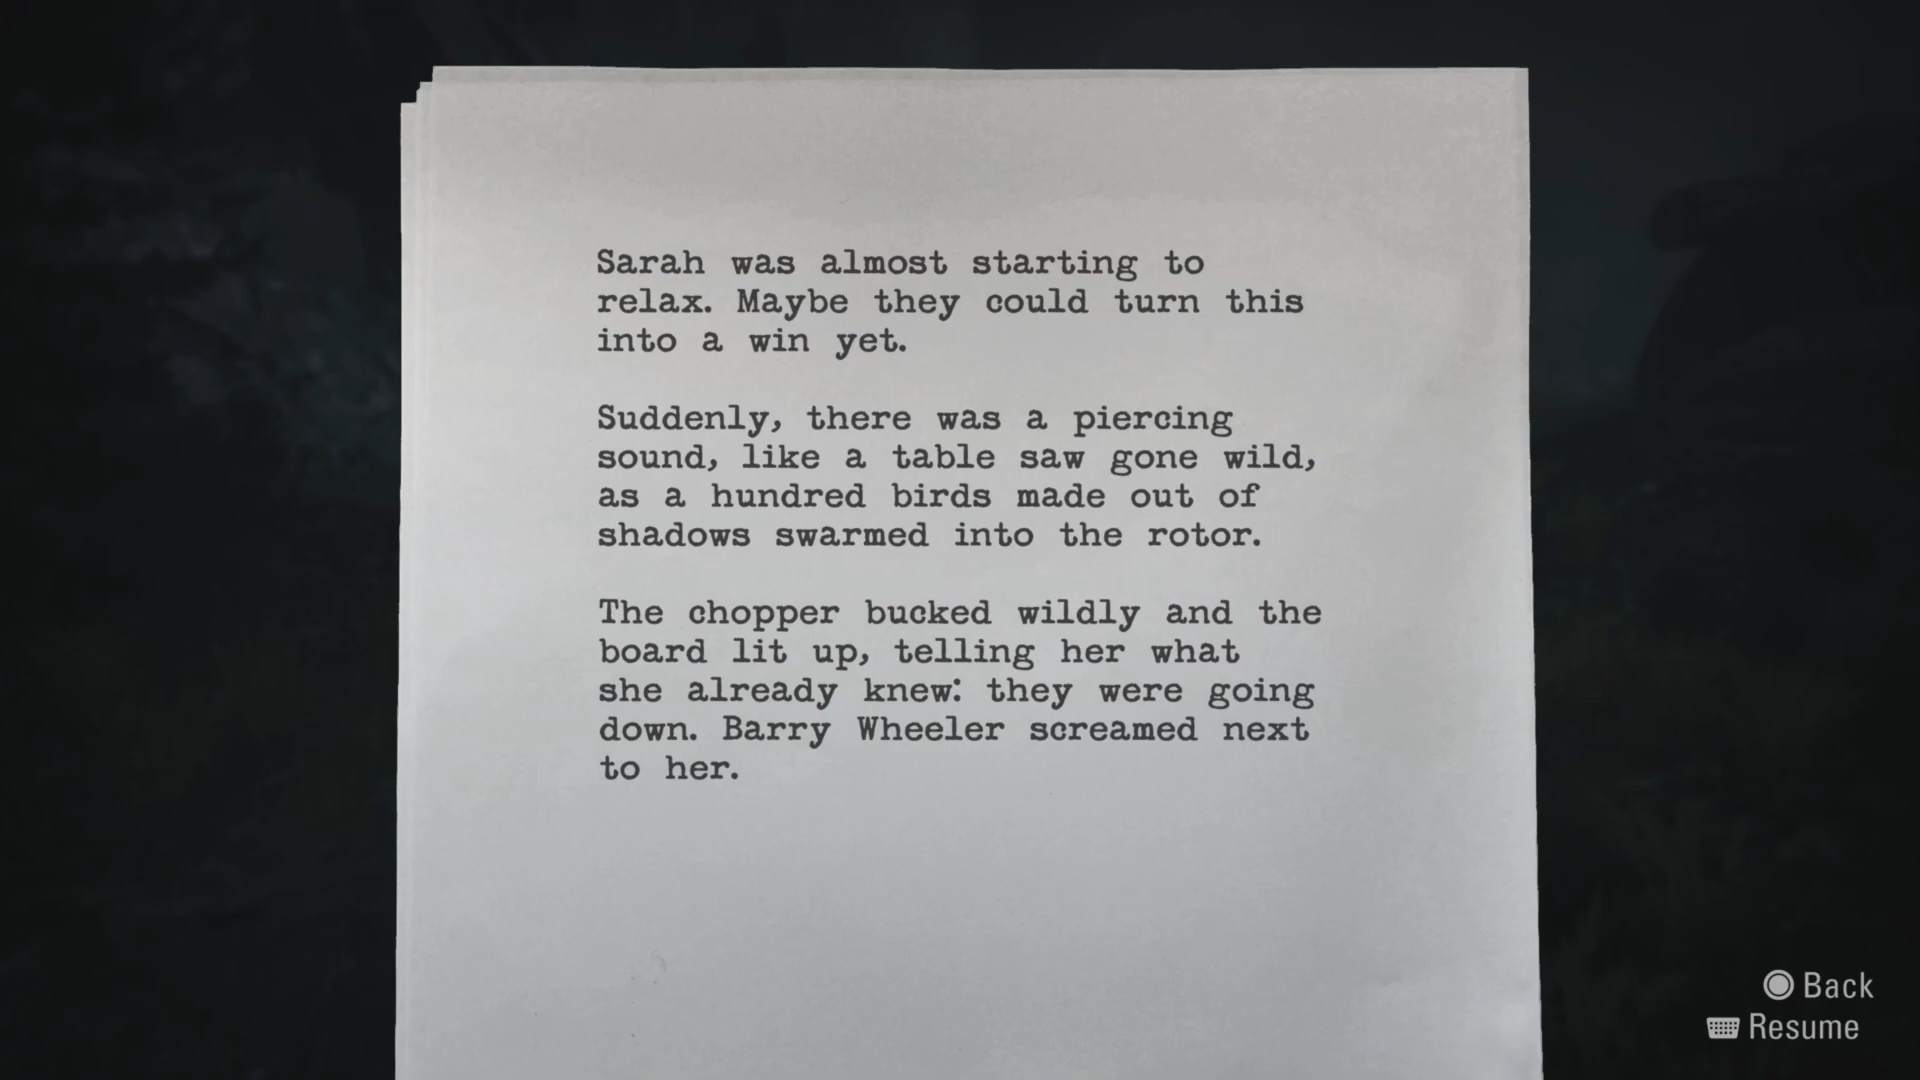 Sarah was almost starting to
relax. Maybe they could turn this
into a win yet.
Suddenly, there was a piercing
sound, like a table saw gone wild,
as a hundred birds made out of
shadows swarmed into the rotor.
The chopper bucked wildly and the
board lit up, telling her what
she already knew: they were going
down. Barry Wheeler screamed next
to her.
Back
Resume